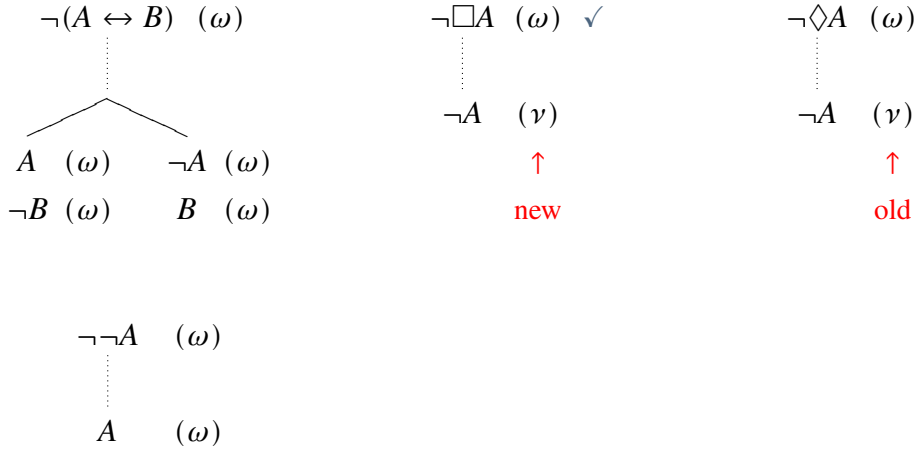 ¬(A ↔ B) (ω) ¬□A (ω) ✓ ¬◇A (ω)
¬A (ν) ¬A (ν)
A (ω) ¬A (ω) ↑ ↑
¬B (ω) B (ω) new old
¬¬A (ω)
A (ω)